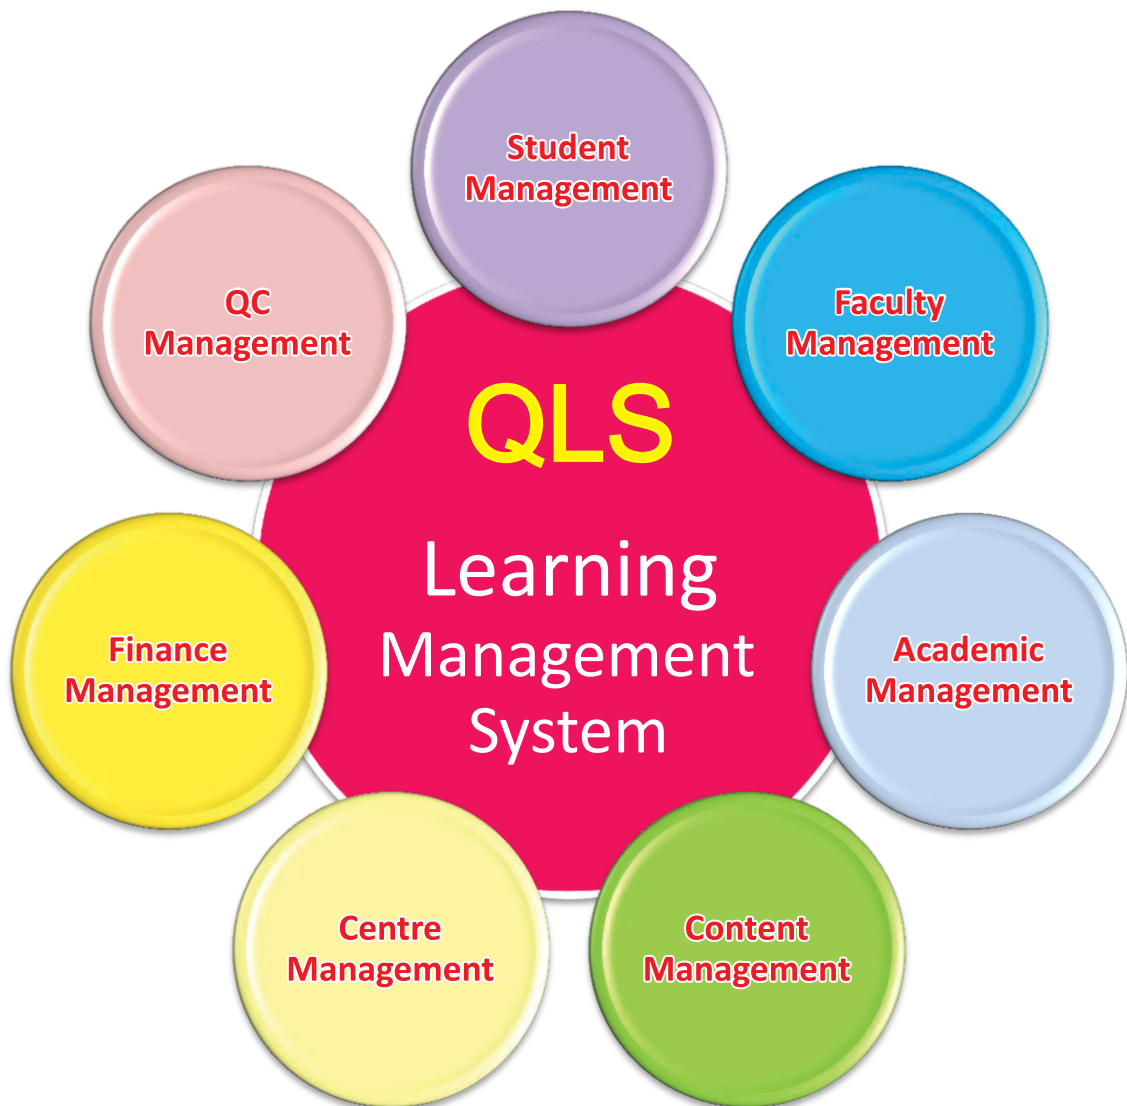 Student
Management
QC
Management
Faculty
Management
QLS
Learning
Management
System
Finance
Management
Academic
Management
Centre
Management
Content
Management